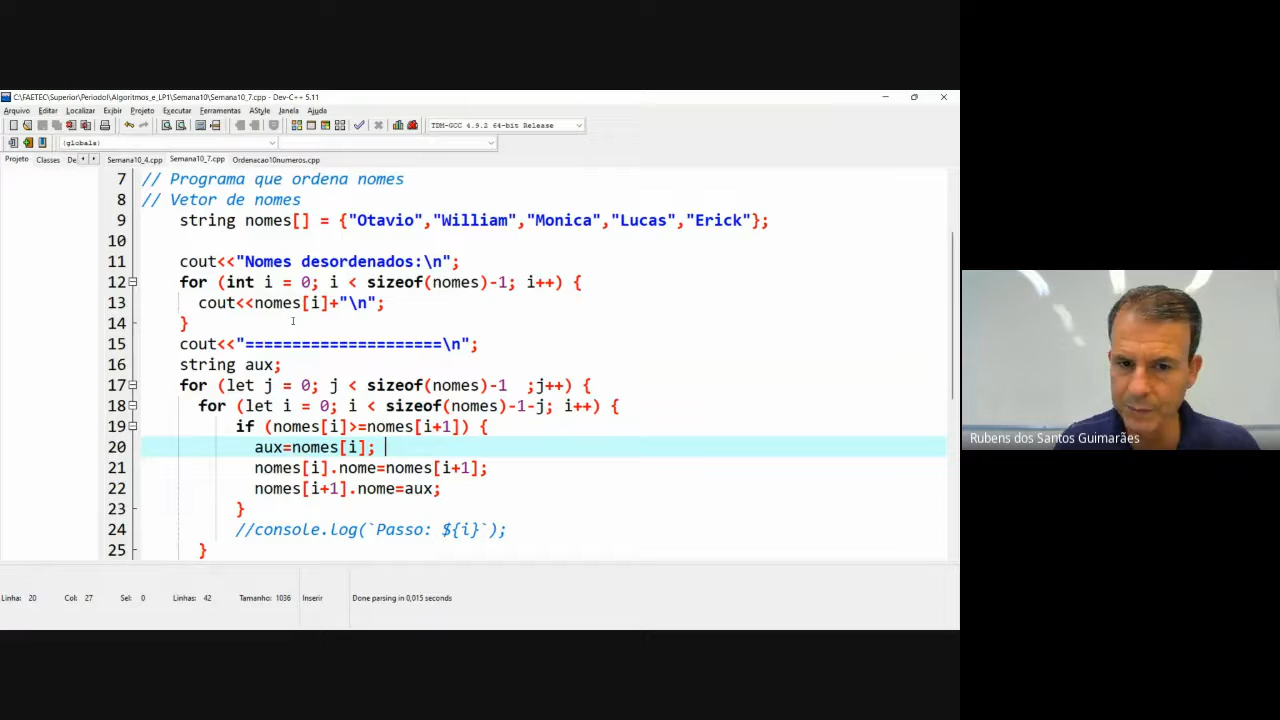 C:\FAETEC\Superior\PeriodoI\Algoritmos_e_LP1\Semana10\Semana10_7.cpp - Dev-C++ 5.11
Arquivo Editar Localizar Exibir Projeto Executar Ferramentas AStyle Janela Ajuda
TDM-GCC 4.9.2 64-bit Release
(globals)
Projeto Classes De Semana10_4.cpp Semana10_7.cpp Ordenacao10numeros.cpp
7 // Programa que ordena nomes
8 // Vetor de nomes
9 string nomes[] = {"Otavio","William","Monica","Lucas","Erick"};
10
11 cout<<"Nomes desordenados:\n";
12 for (int i = 0; i < sizeof(nomes)-1; i++) {
13 cout<<nomes[i]+"\n";
14 }
15 cout<<"=====================\n";
16 string aux;
17 for (let j = 0; j < sizeof(nomes)-1 ;j++) {
18 for (let i = 0; i < sizeof(nomes)-1-j; i++) {
19 if (nomes[i]>=nomes[i+1]) {
20 aux=nomes[i];
21 nomes[i].nome=nomes[i+1];
22 nomes[i+1].nome=aux;
23 }
24 //console.log(`Passo: ${i}`);
25 }
Linha: 20 Col: 27 Sel: 0 Linhas: 42 Tamanho: 1036 Inserir Done parsing in 0,015 seconds
Rubens dos Santos Guimarães